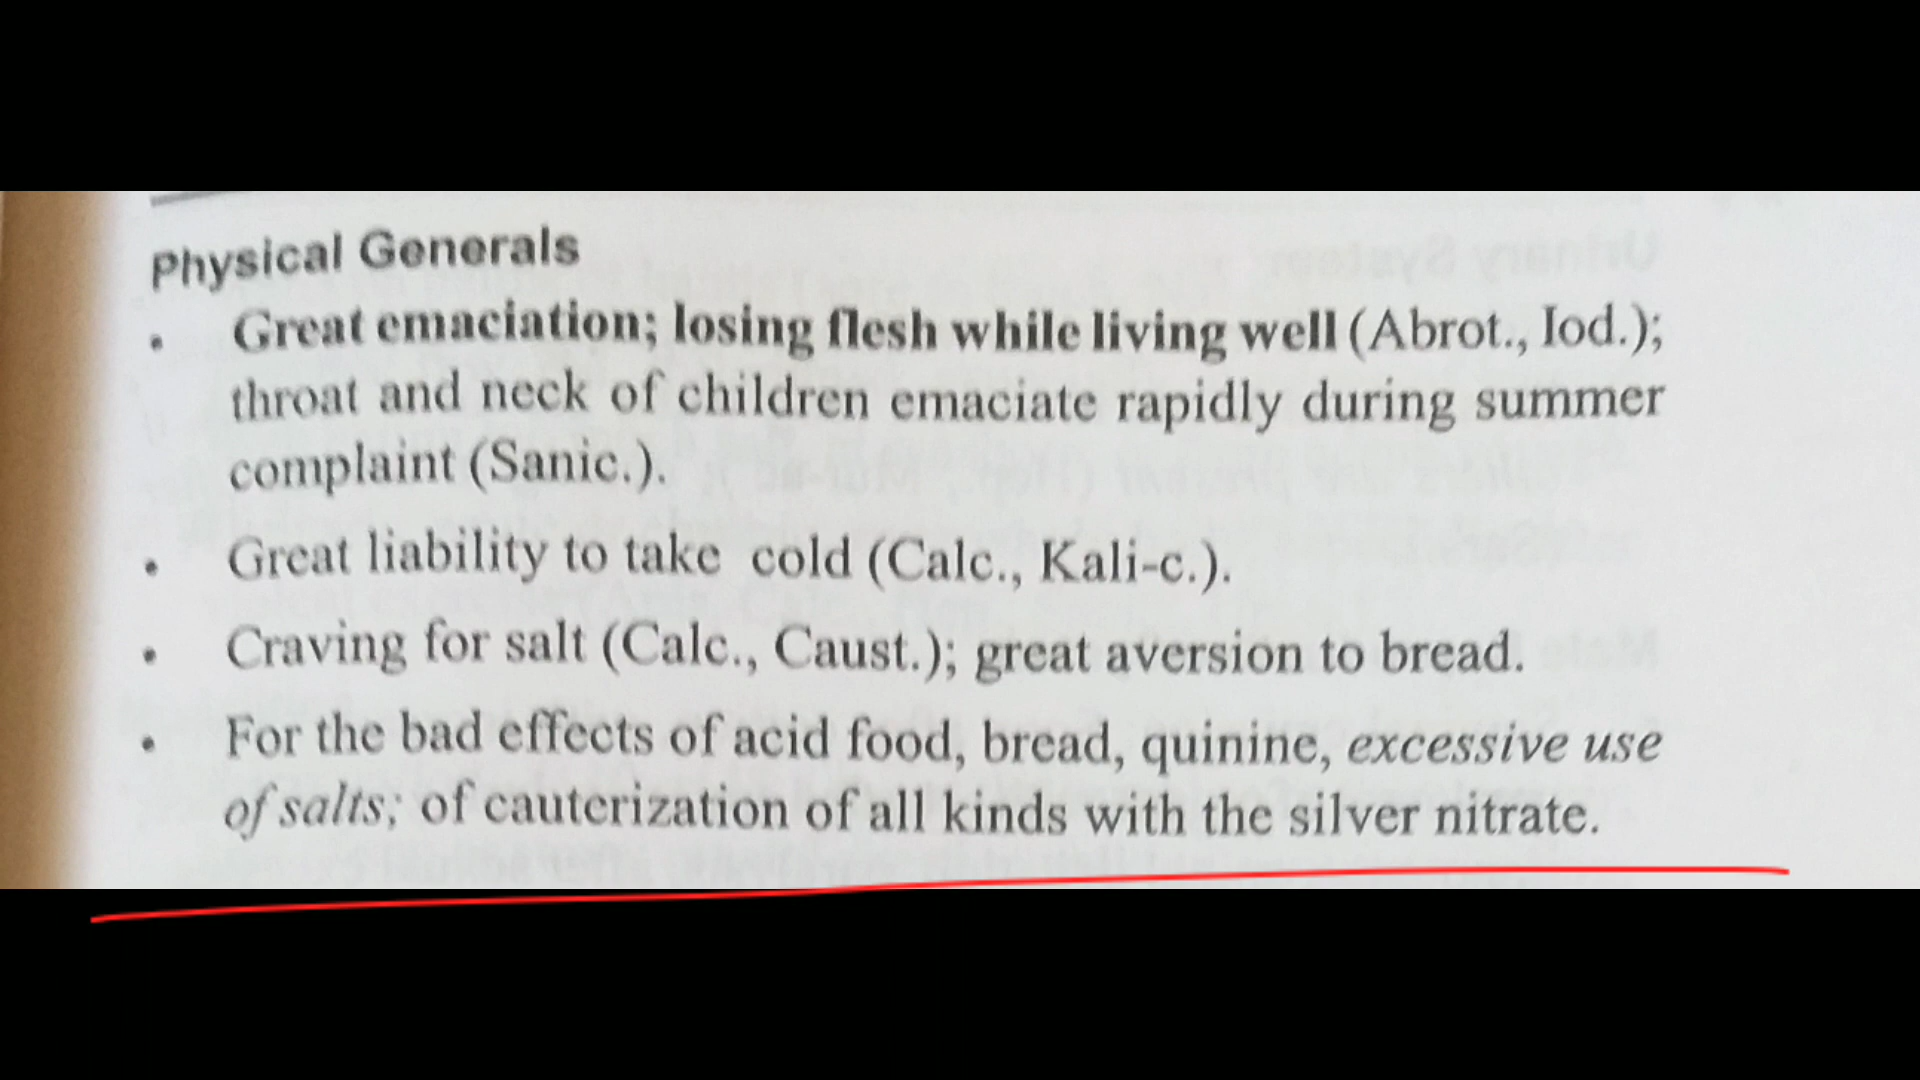 Physical Generals
• Great emaciation; losing flesh while living well (Abrot., Iod.);
throat and neck of children emaciate rapidly during summer
complaint (Sanic.).
• Great liability to take cold (Calc., Kali-c.).
• Craving for salt (Calc., Caust.); great aversion to bread.
• For the bad effects of acid food, bread, quinine, excessive use
of salts; of cauterization of all kinds with the silver nitrate.